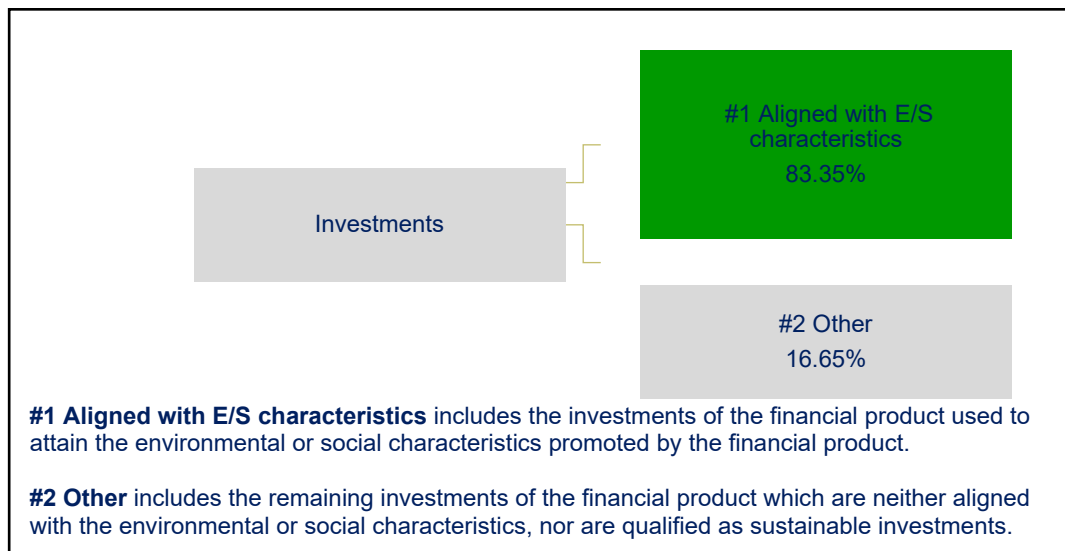 #1 Aligned with E/S
characteristics
83.35%
Investments
#2 Other
16.65%
#1 Aligned with E/S characteristics includes the investments of the financial product used to
attain the environmental or social characteristics promoted by the financial product.
#2 Other includes the remaining investments of the financial product which are neither aligned
with the environmental or social characteristics, nor are qualified as sustainable investments.